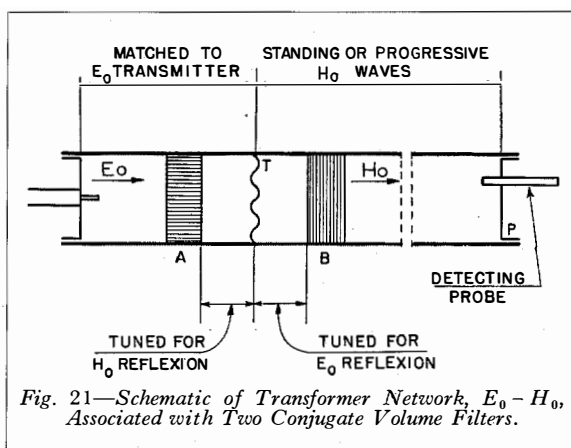 MATCHED TO
E₀ TRANSMITTER
STANDING OR PROGRESSIVE
H₀ WAVES
E₀
T
H₀
A
B
P
DETECTING
PROBE
TUNED FOR
H₀ REFLEXION
TUNED FOR
E₀ REFLEXION
Fig. 21—Schematic of Transformer Network, E₀ – H₀,
Associated with Two Conjugate Volume Filters.